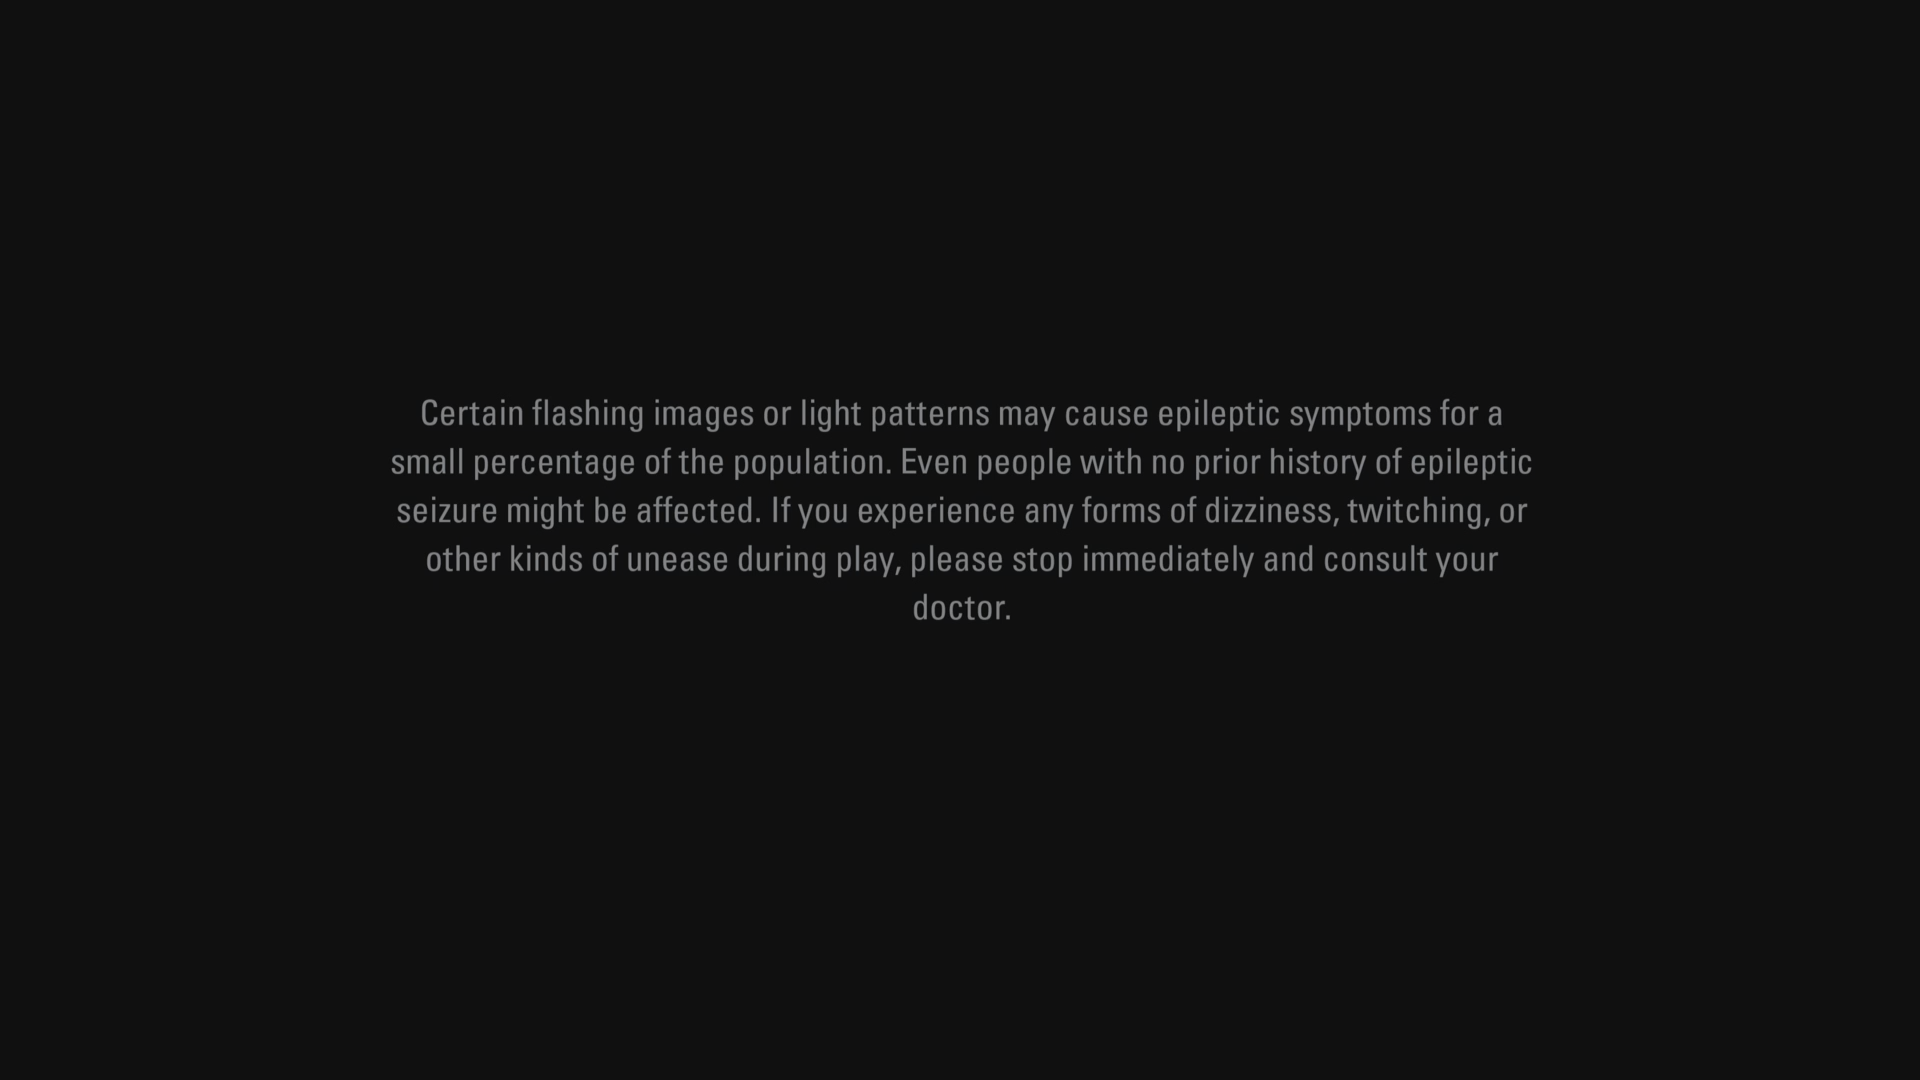 Certain flashing images or light patterns may cause epileptic symptoms for a
small percentage of the population. Even people with no prior history of epileptic
seizure might be affected. If you experience any forms of dizziness, twitching, or
other kinds of unease during play, please stop immediately and consult your
doctor.